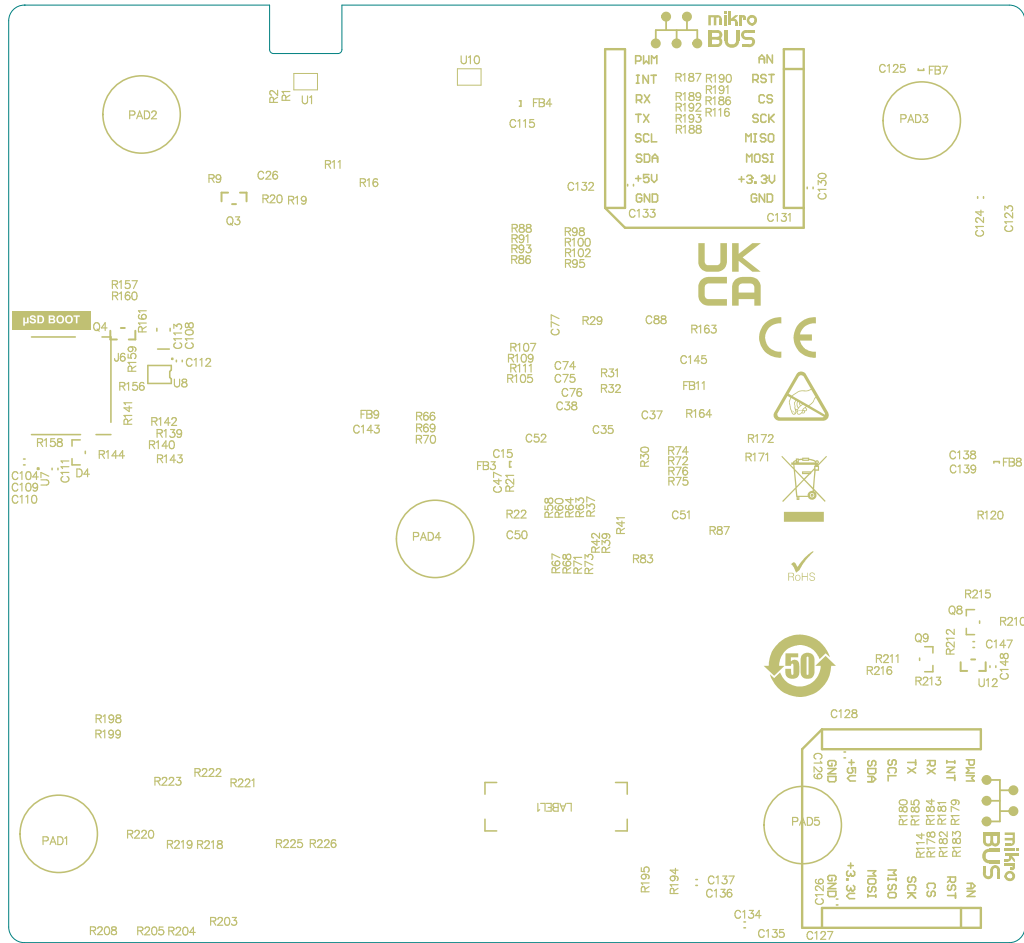 mikro
BUS
U10
C125
FB7
PWM
AN
INT
RST
RX
CS
TX
SCK
SCL
MISO
SDA
MOSI
+5V
+3.3V
GND
GND
R187
R190
R191
R189
R186
R192
R116
R193
R188
R2
R1
U1
FB4
C115
PAD2
PAD3
R11
R9
C26
R16
R20
R19
Q3
C132
C133
C130
C131
C124
C123
R88
R91
R93
R86
R98
R100
R102
R95
UK
CA
R157
R160
µSD BOOT
Q4
R161
C113
C108
J6
R159
C112
U8
R156
C77
R29
C88
R163
CE
R107
R109
R111
R105
C74
C75
C76
C38
R31
R32
C145
FB11
R141
R142
R139
R140
R143
FB9
C143
R66
R69
R70
C52
C35
C37
R164
R158
R144
D4
C111
U7
C104
C109
C110
C15
FB3
C47
R21
R30
R74
R72
R76
R75
R172
R171
C138
C139
FB8
R22
C50
R58
R60
R64
R63
R37
C51
R87
R120
R41
R42
R39
PAD4
R67
R68
R71
R73
R83
RoHS
R215
Q8
R210
Q9
R212
C147
R211
R216
R213
C148
U12
50
R198
R199
C128
C129
GND
+5V
SDA
SCL
TX
RX
INT
PWM
R223
R222
R221
LABEL1
PAD1
R220
R219
R218
R225
R226
PAD5
R180
R185
R184
R181
R179
R114
R178
R182
R183
mikro
BUS
R195
R194
C137
C136
C126
GND
+3.3V
MOSI
MISO
SCK
CS
RST
AN
C134
C135
C127
R208
R205
R204
R203